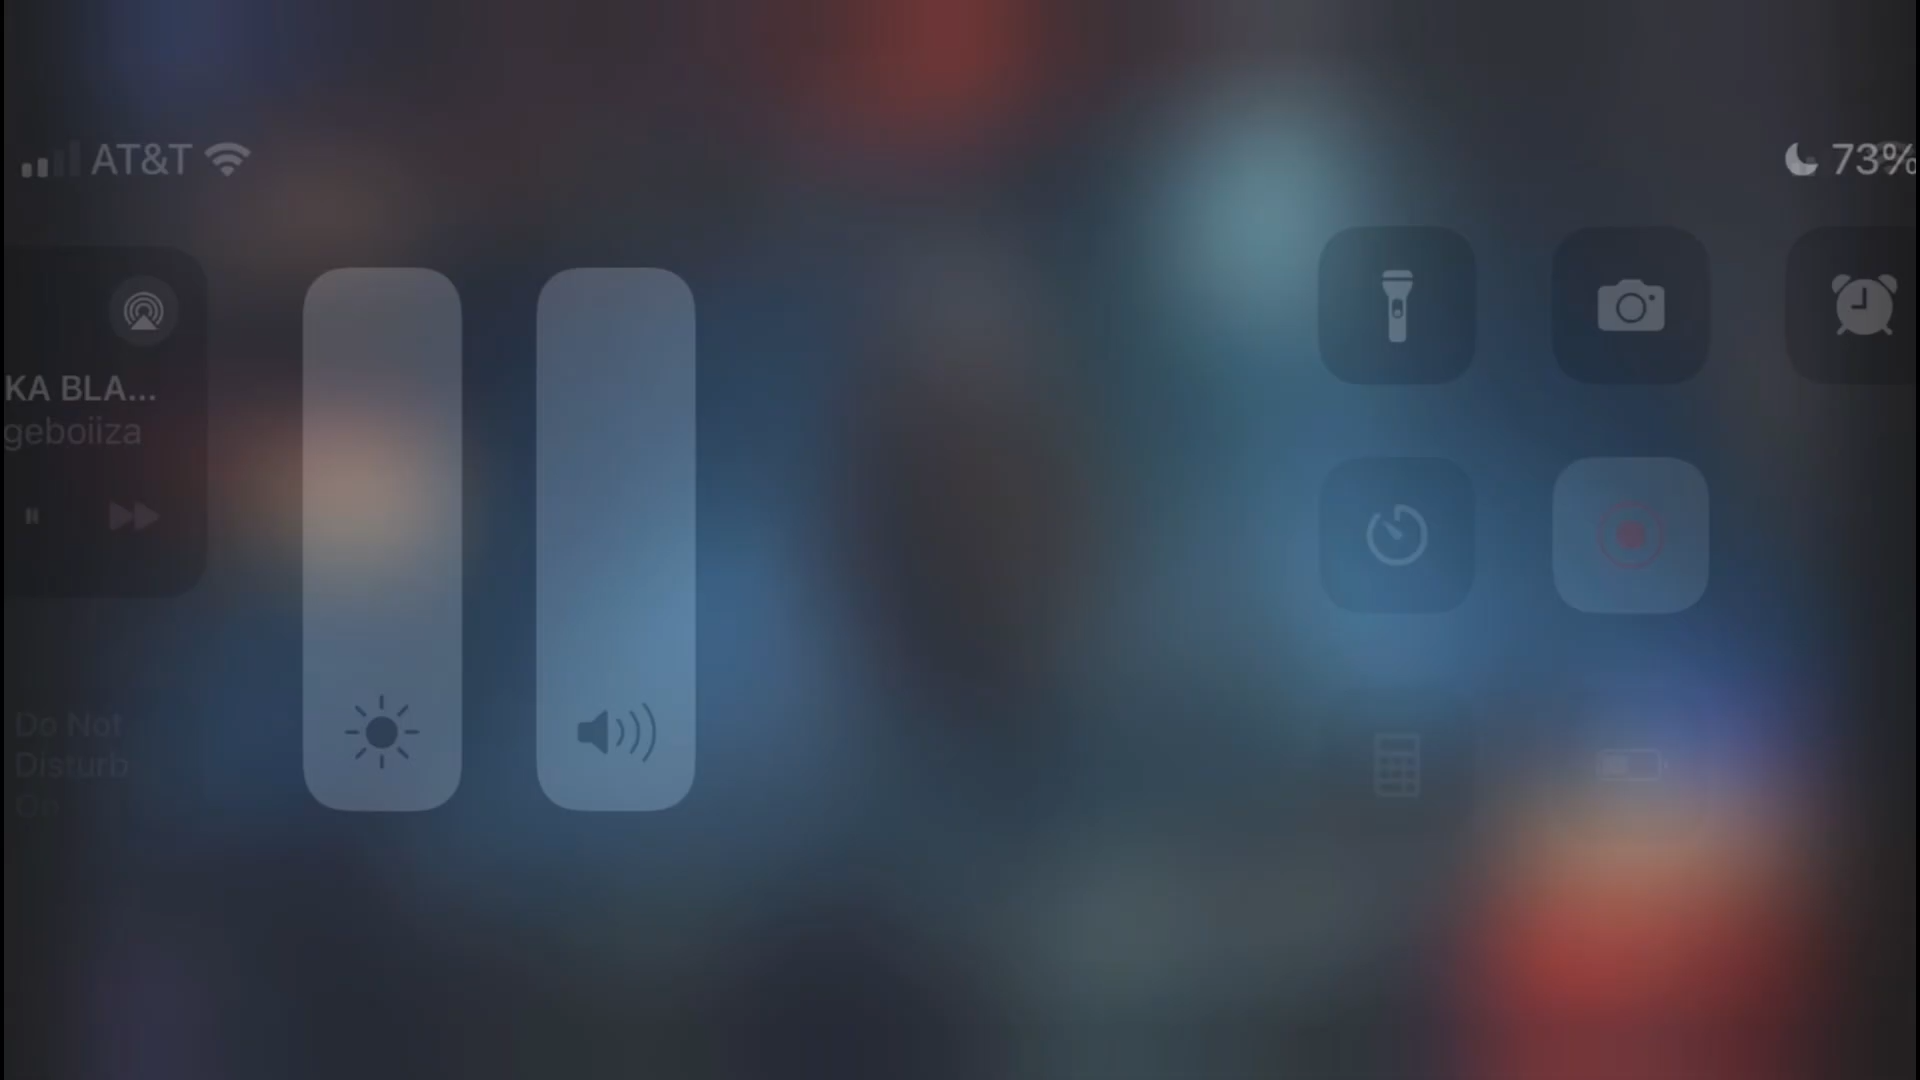 AT&T
73%
KA BLA...
geboiiza
Do Not
Disturb
On